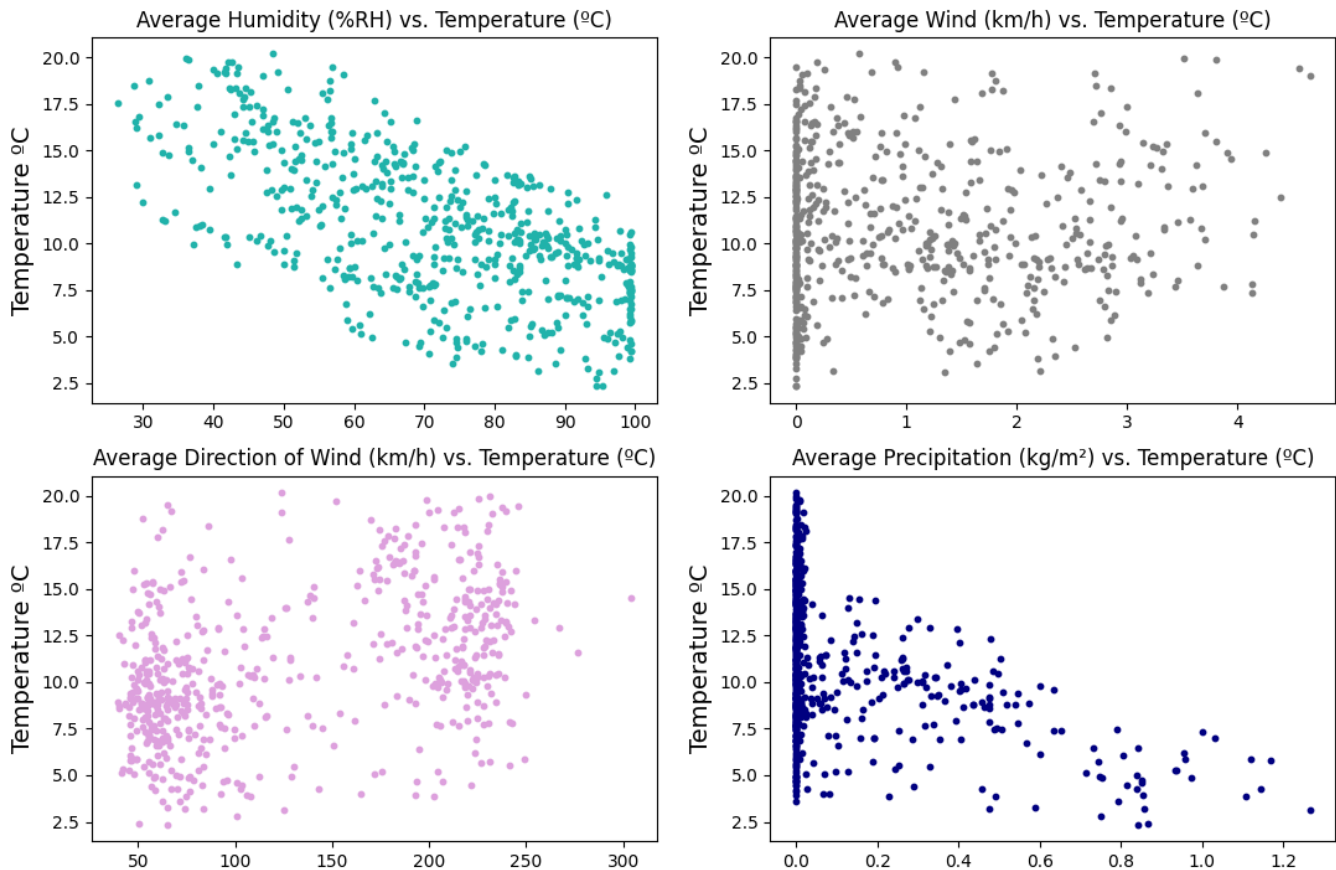 Average Humidity (%RH) vs. Temperature (ºC)
Temperature ºC
20.0
17.5
15.0
12.5
10.0
7.5
5.0
2.5
30 40 50 60 70 80 90 100
Average Wind (km/h) vs. Temperature (ºC)
Temperature ºC
20.0
17.5
15.0
12.5
10.0
7.5
5.0
2.5
0 1 2 3 4
Average Direction of Wind (km/h) vs. Temperature (ºC)
Temperature ºC
20.0
17.5
15.0
12.5
10.0
7.5
5.0
2.5
50 100 150 200 250 300
Average Precipitation (kg/m²) vs. Temperature (ºC)
Temperature ºC
20.0
17.5
15.0
12.5
10.0
7.5
5.0
2.5
0.0 0.2 0.4 0.6 0.8 1.0 1.2